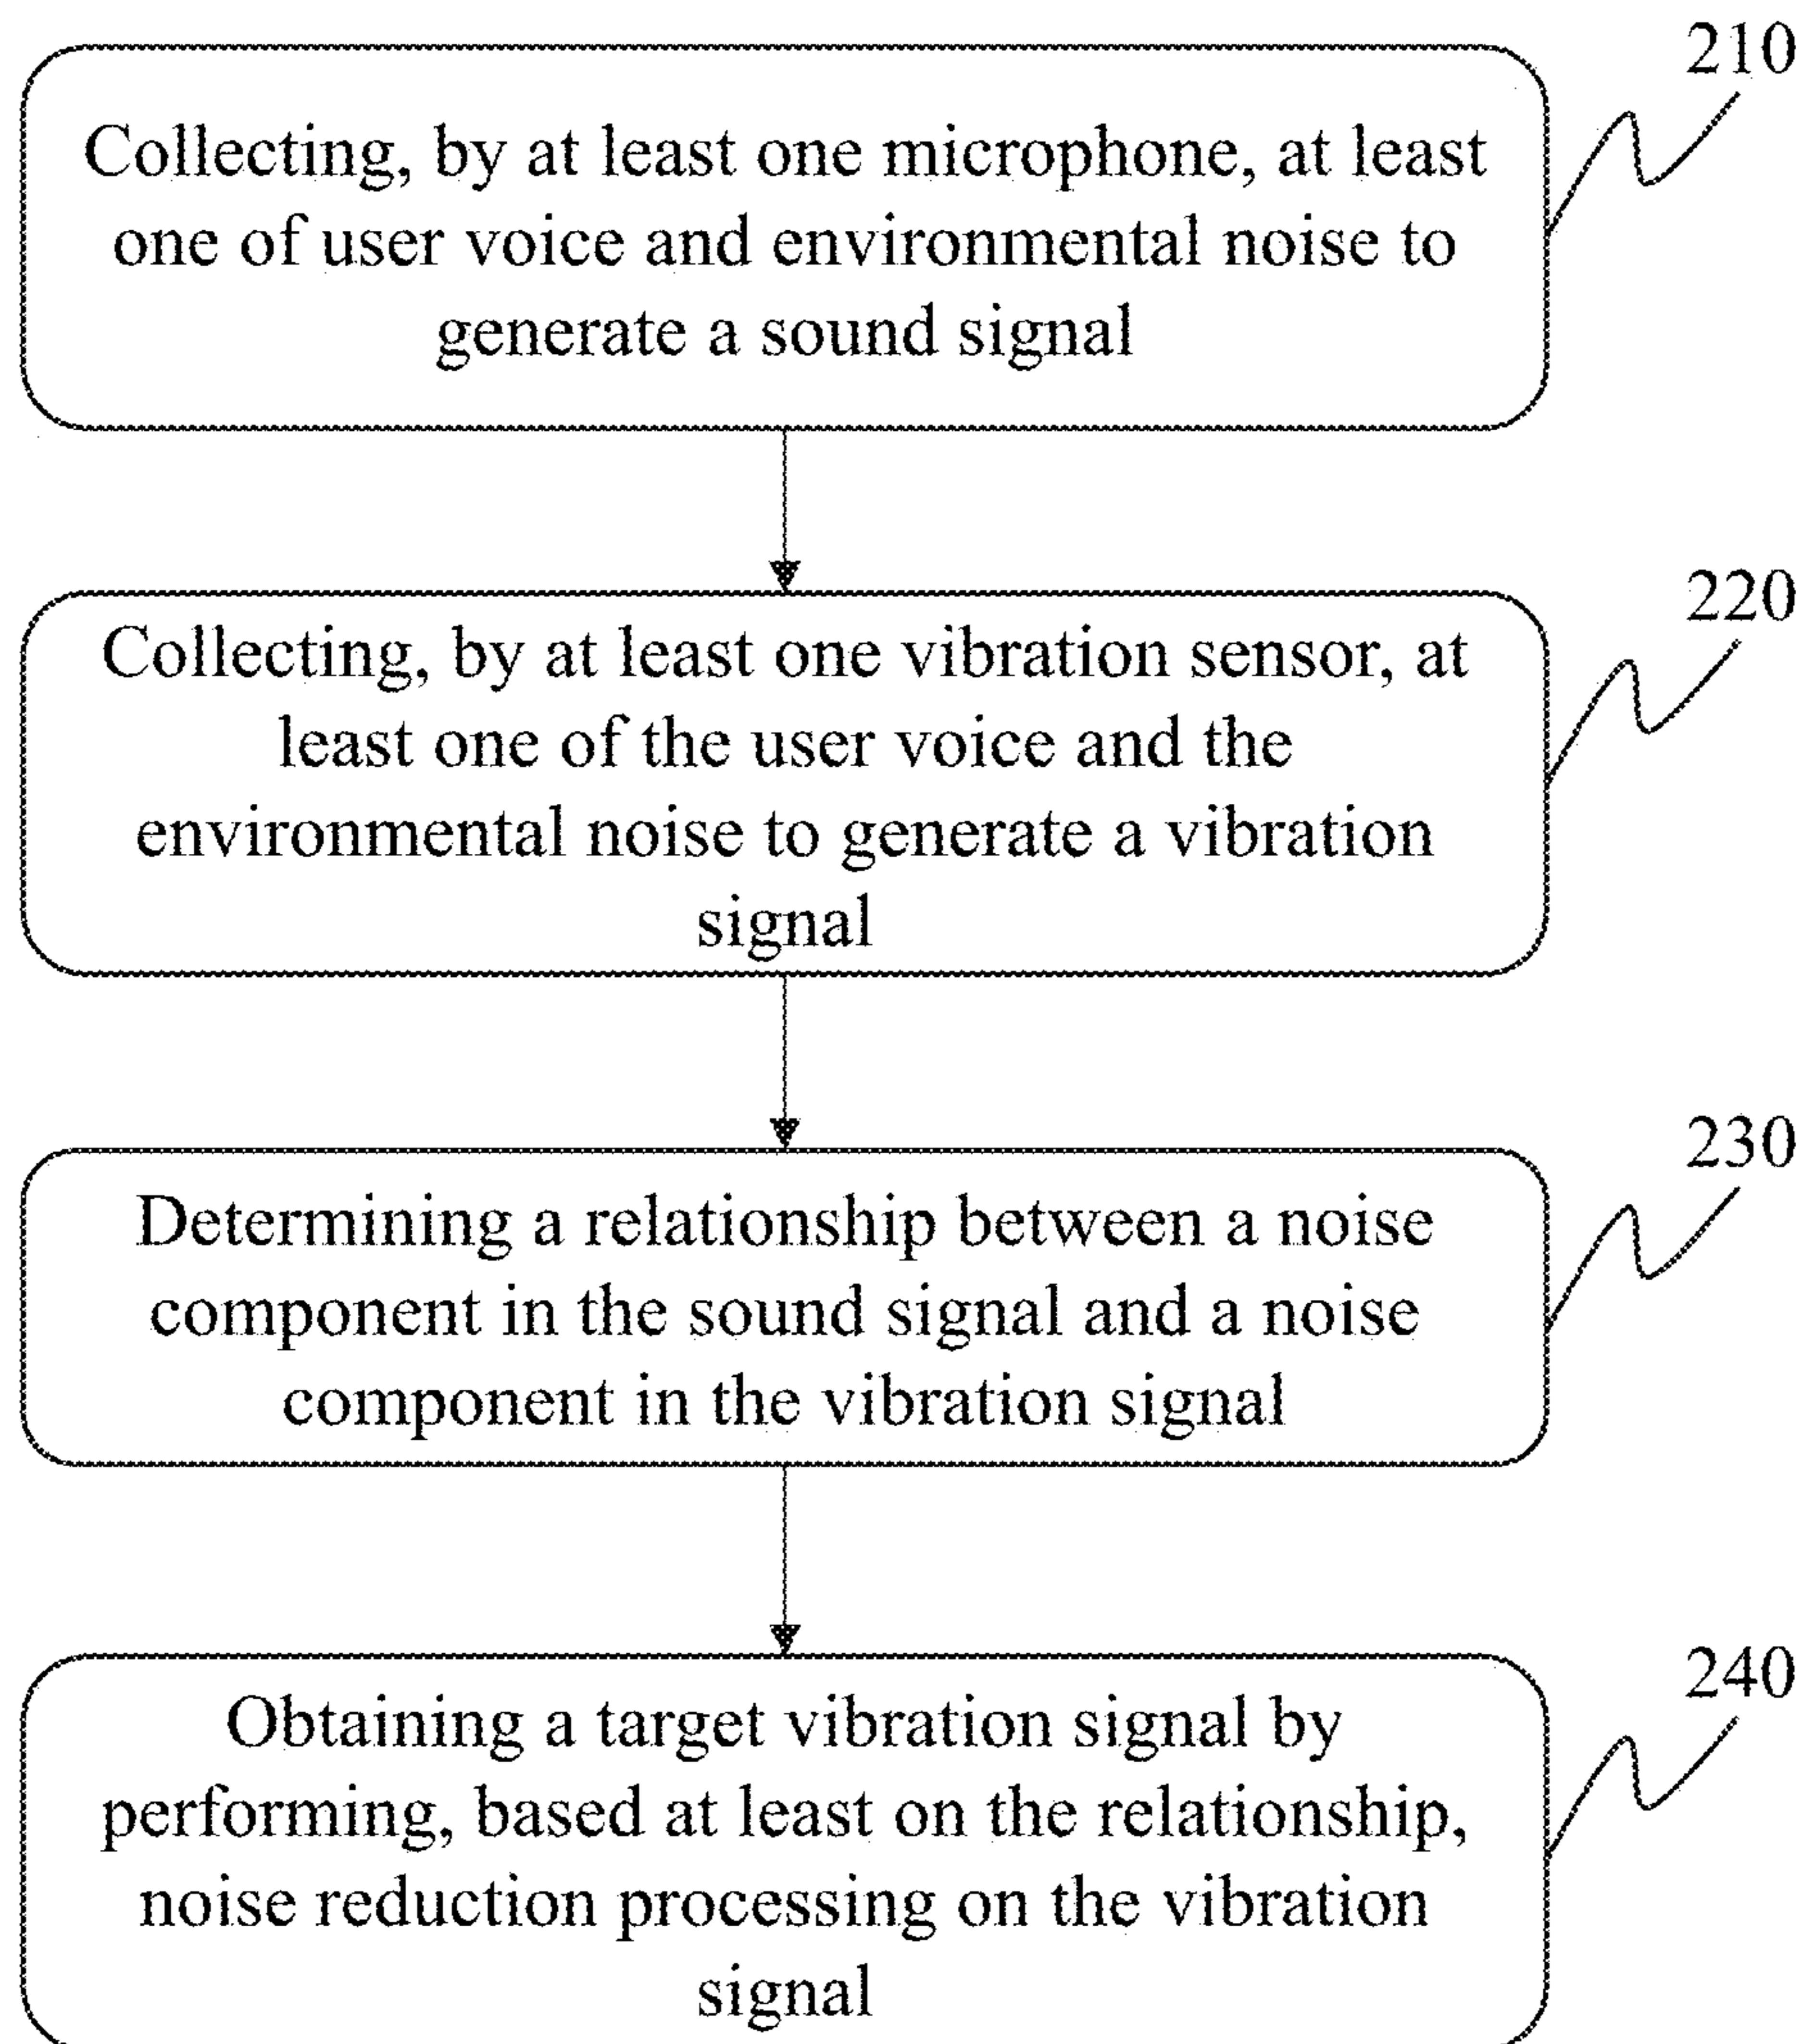 210
Collecting, by at least one microphone, at least
one of user voice and environmental noise to
generate a sound signal
220
Collecting, by at least one vibration sensor, at
least one of the user voice and the
environmental noise to generate a vibration
signal
230
Determining a relationship between a noise
component in the sound signal and a noise
component in the vibration signal
240
Obtaining a target vibration signal by
performing, based at least on the relationship,
noise reduction processing on the vibration
signal